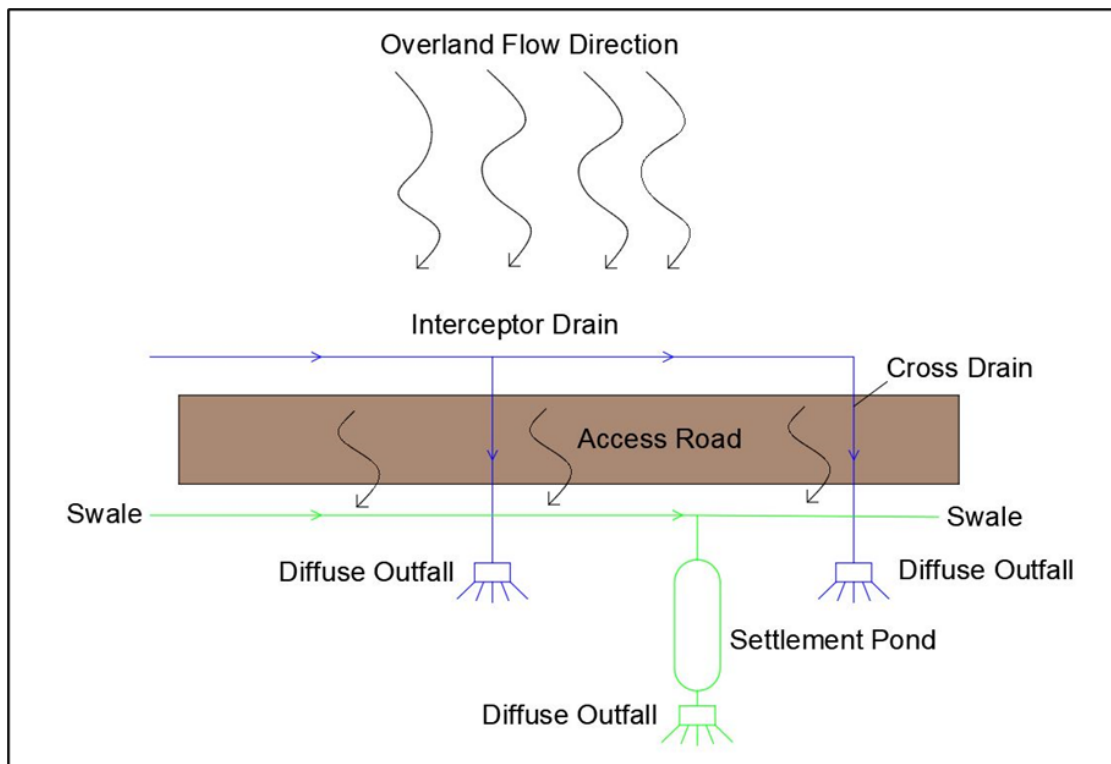 Overland Flow Direction
Interceptor Drain
Cross Drain
Access Road
Swale
Swale
Diffuse Outfall
Diffuse Outfall
Settlement Pond
Diffuse Outfall